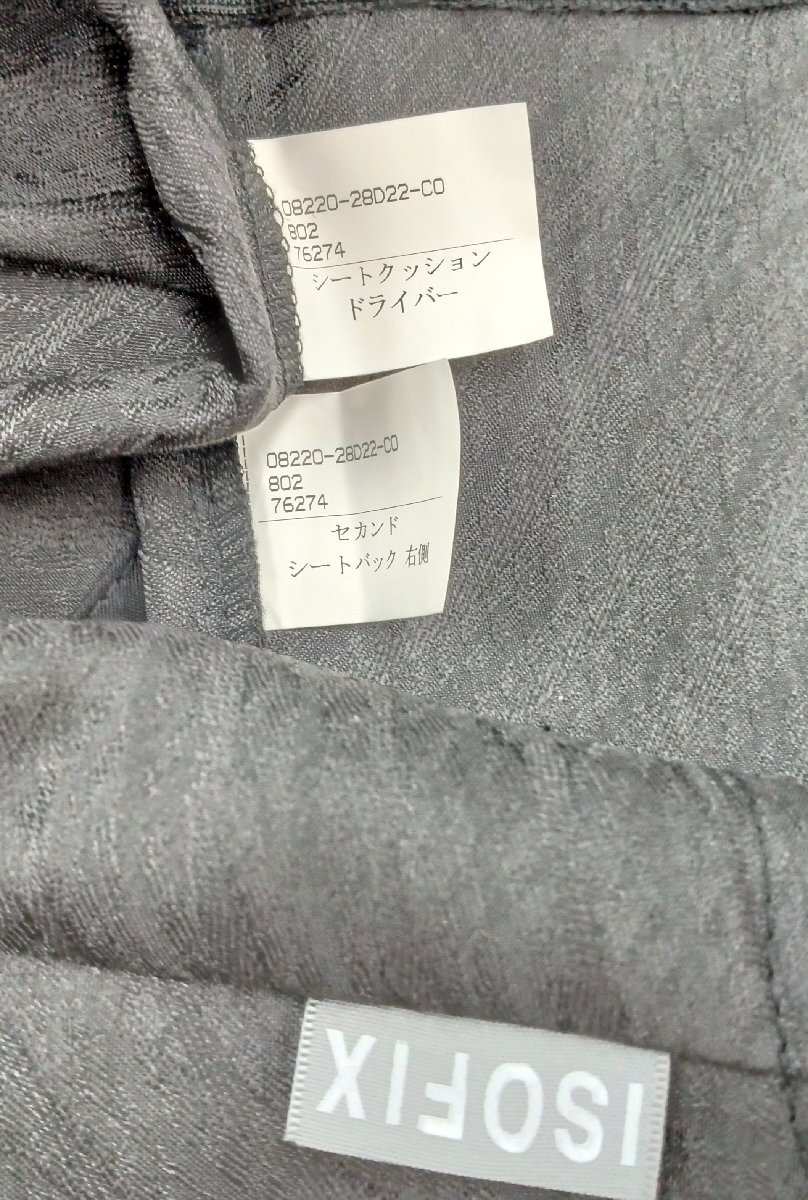 08220-28D22-C0
802
76274
シートクッション
ドライバー
08220-28D22-C0
802
76274
セカンド
シートバック 右側
ISOFIX